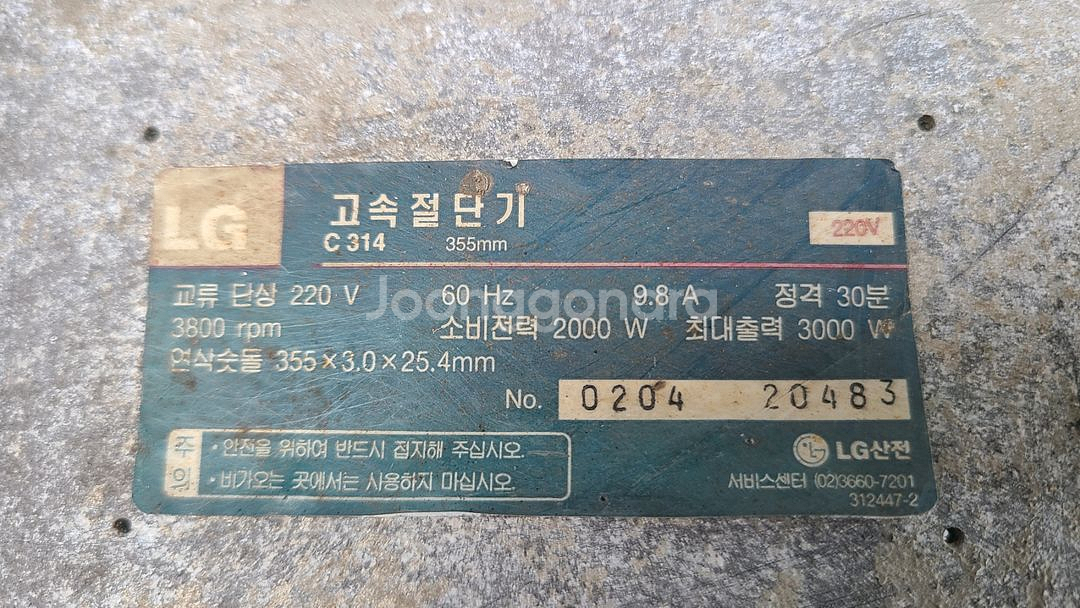 LG
고속절단기
C 314 355mm
220V
교류 단상 220 V 60 Hz 9.8 A 정격 30분
3800 rpm 소비전력 2000 W 최대출력 3000 W
연삭숫돌 355×3.0×25.4mm
No. 0204 20483
주의
·안전을 위하여 반드시 접지해 주십시오.
·비가오는 곳에서는 사용하지 마십시오.
LG산전
서비스센터 (02)3660-7201
312447-2
Joonggonara